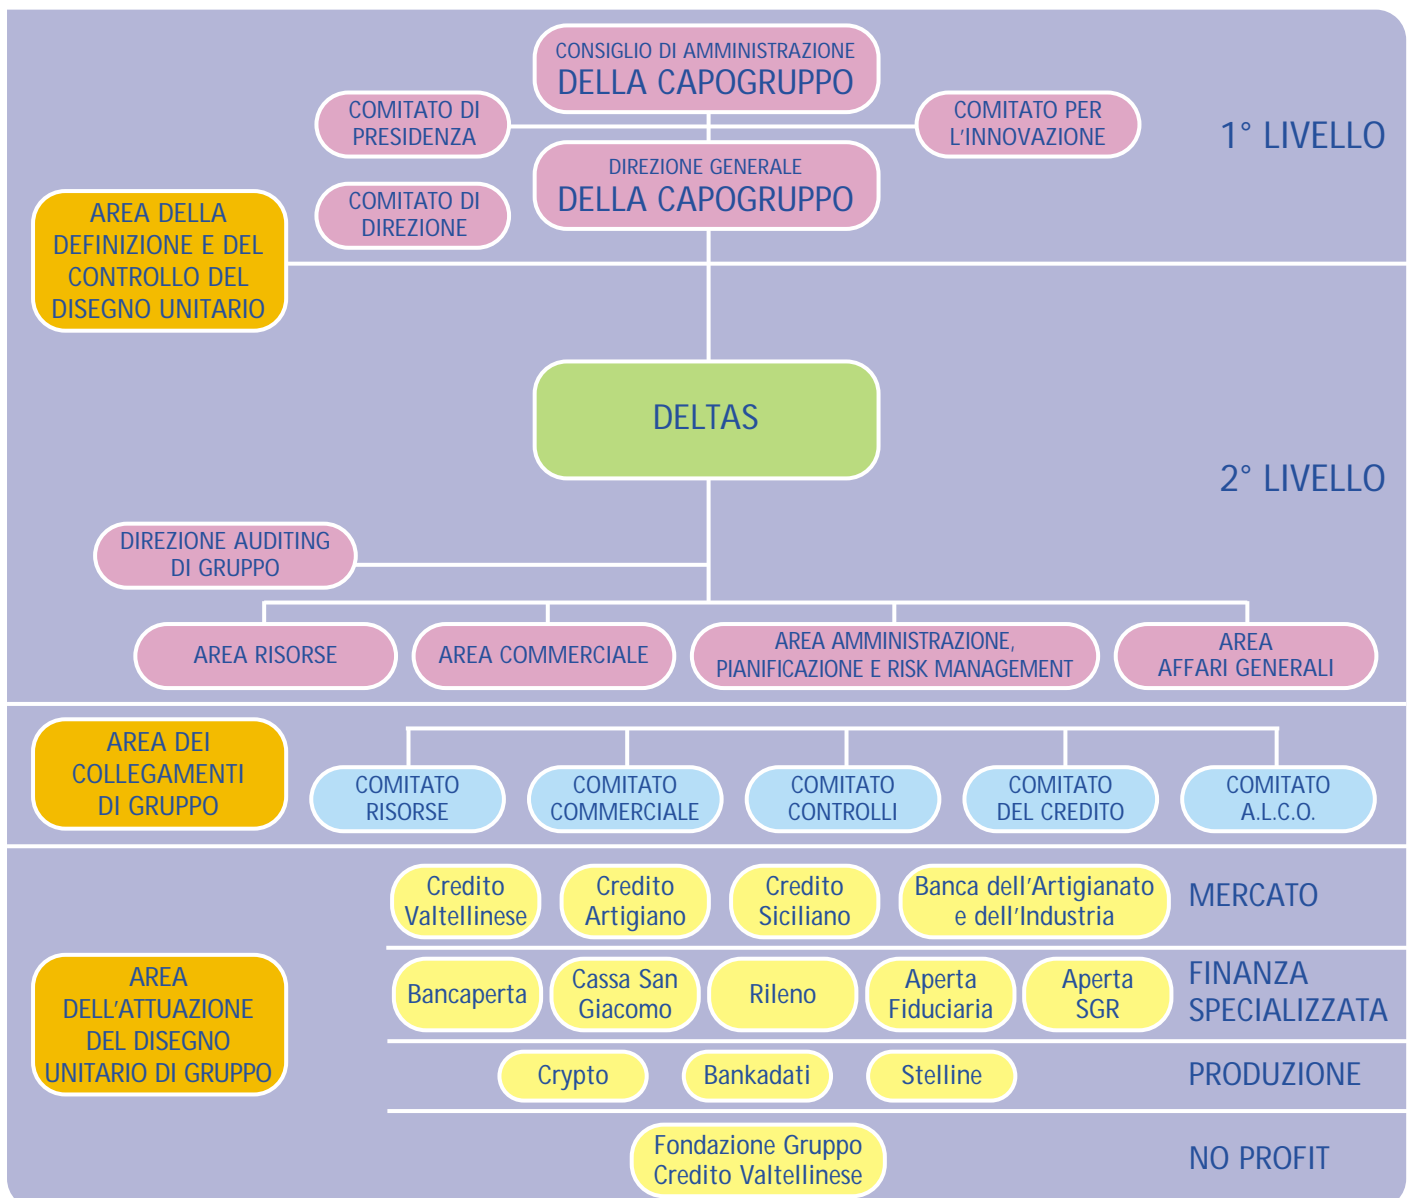 CONSIGLIO DI AMMINISTRAZIONE
DELLA CAPOGRUPPO
COMITATO DI
PRESIDENZA
COMITATO PER
L'INNOVAZIONE
1° LIVELLO
DIREZIONE GENERALE
DELLA CAPOGRUPPO
COMITATO DI
DIREZIONE
AREA DELLA
DEFINIZIONE E DEL
CONTROLLO DEL
DISEGNO UNITARIO
DELTAS
2° LIVELLO
DIREZIONE AUDITING
DI GRUPPO
AREA RISORSE
AREA COMMERCIALE
AREA AMMINISTRAZIONE,
PIANIFICAZIONE E RISK MANAGEMENT
AREA
AFFARI GENERALI
AREA DEI
COLLEGAMENTI
DI GRUPPO
COMITATO
RISORSE
COMITATO
COMMERCIALE
COMITATO
CONTROLLI
COMITATO
DEL CREDITO
COMITATO
A.L.C.O.
AREA
DELL'ATTUAZIONE
DEL DISEGNO
UNITARIO DI GRUPPO
Credito
Valtellinese
Credito
Artigiano
Credito
Siciliano
Banca dell'Artigianato
e dell'Industria
MERCATO
Bancaperta
Cassa San
Giacomo
Rileno
Aperta
Fiduciaria
Aperta
SGR
FINANZA
SPECIALIZZATA
Crypto
Bankadati
Stelline
PRODUZIONE
Fondazione Gruppo
Credito Valtellinese
NO PROFIT